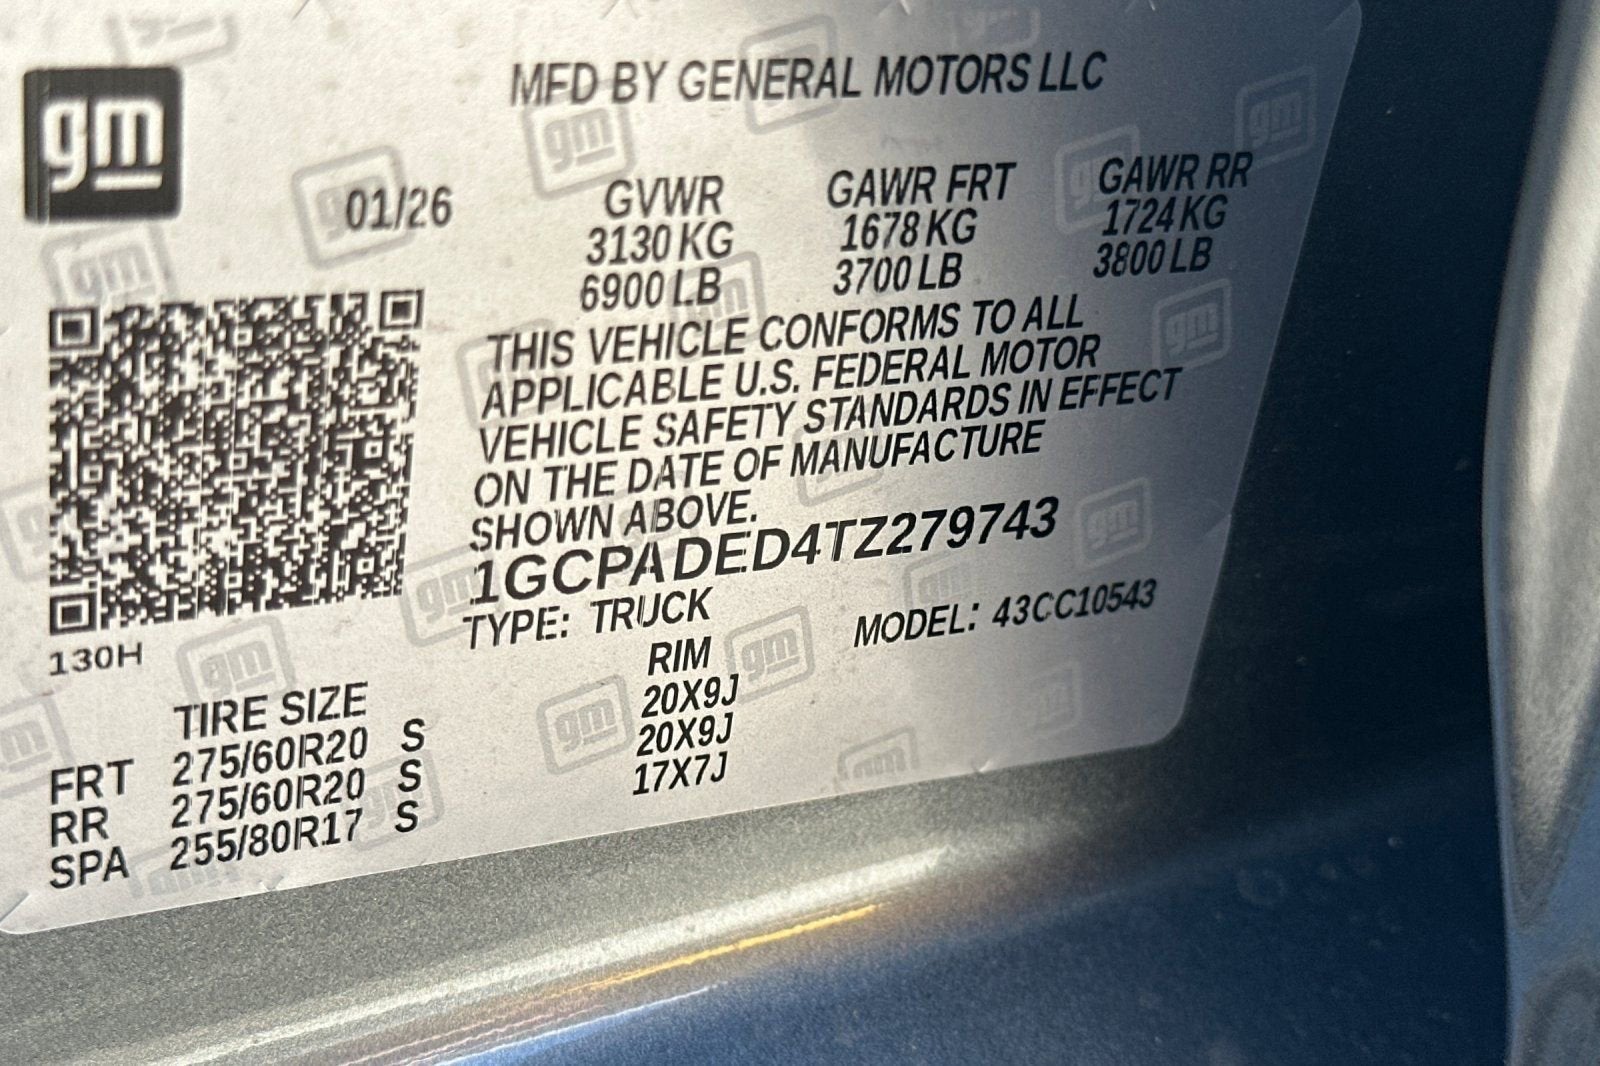 gm
MFD BY GENERAL MOTORS LLC
01/26
GVWR GAWR FRT GAWR RR
3130 KG 1678 KG 1724 KG
6900 LB 3700 LB 3800 LB
THIS VEHICLE CONFORMS TO ALL
APPLICABLE U.S. FEDERAL MOTOR
VEHICLE SAFETY STANDARDS IN EFFECT
ON THE DATE OF MANUFACTURE
SHOWN ABOVE.
1GCPADED4TZ279743
TYPE: TRUCK MODEL: 43CC10543
130H
TIRE SIZE RIM
FRT 275/60R20 S 20X9J
RR 275/60R20 S 20X9J
SPA 255/80R17 S 17X7J